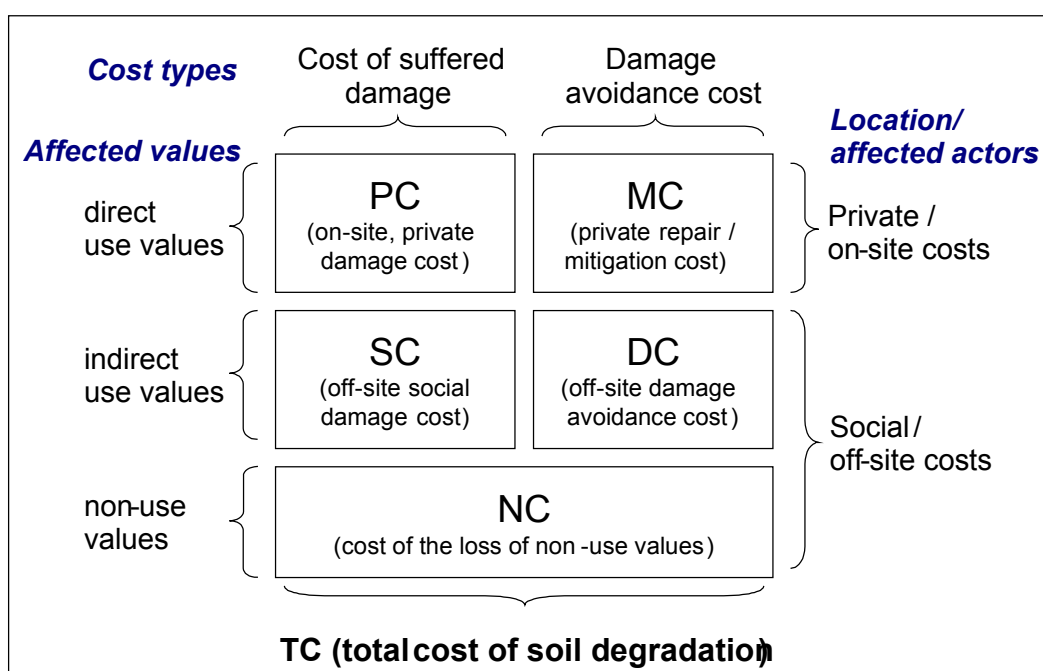 Cost types
Cost of suffered
damage
Damage
avoidance cost
Affected values
Location/
affected actors
direct
use values
PC
(on-site, private
damage cost)
MC
(private repair /
mitigation cost)
Private /
on-site costs
indirect
use values
SC
(off-site social
damage cost)
DC
(off-site damage
avoidance cost)
Social /
off-site costs
non-use
values
NC
(cost of the loss of non -use values)
TC (total cost of soil degradation)